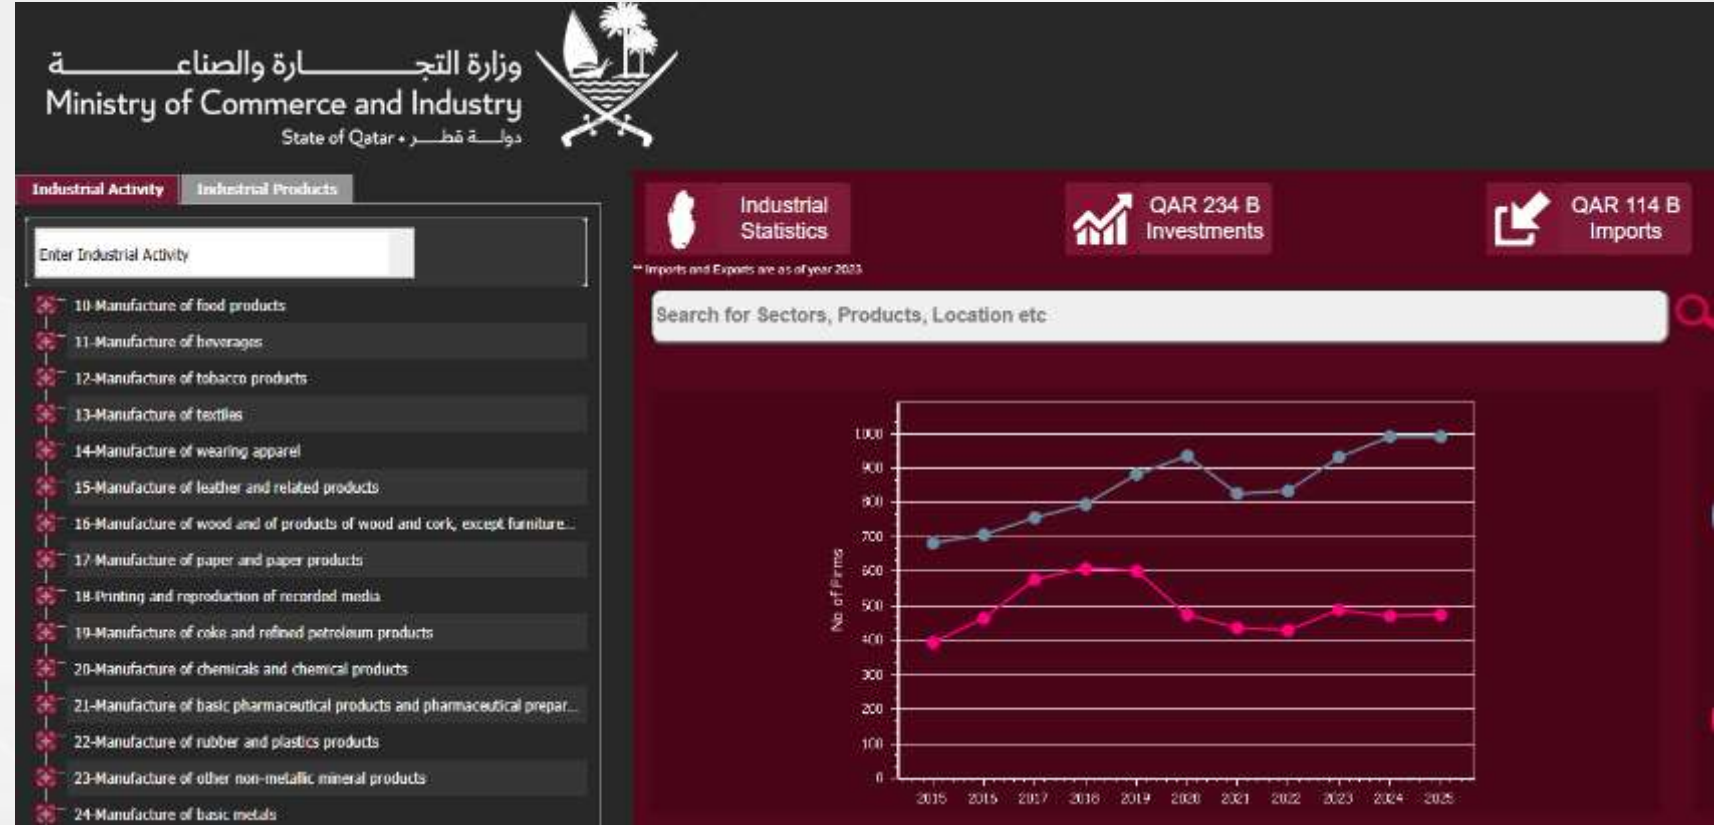 وزارة التجـــــــــــارة والصناعـــــــــــة
Ministry of Commerce and Industry
State of Qatar • دولـــة قطـــر
Industrial Activity
Industrial Products
Enter Industrial Activity
10-Manufacture of food products
11-Manufacture of beverages
12-Manufacture of tobacco products
13-Manufacture of textiles
14-Manufacture of wearing apparel
15-Manufacture of leather and related products
16-Manufacture of wood and of products of wood and cork, except furniture...
17-Manufacture of paper and paper products
18-Printing and reproduction of recorded media
19-Manufacture of coke and refined petroleum products
20-Manufacture of chemicals and chemical products
21-Manufacture of basic pharmaceutical products and pharmaceutical prepar...
22-Manufacture of rubber and plastics products
23-Manufacture of other non-metallic mineral products
24-Manufacture of basic metals
Industrial
Statistics
QAR 234 B
Investments
QAR 114 B
Imports
** Imports and Exports are as of year 2023
Search for Sectors, Products, Location etc
No of Firms
1000
900
800
700
600
500
400
300
200
100
0
2015 2016 2017 2018 2019 2020 2021 2022 2023 2024 2025